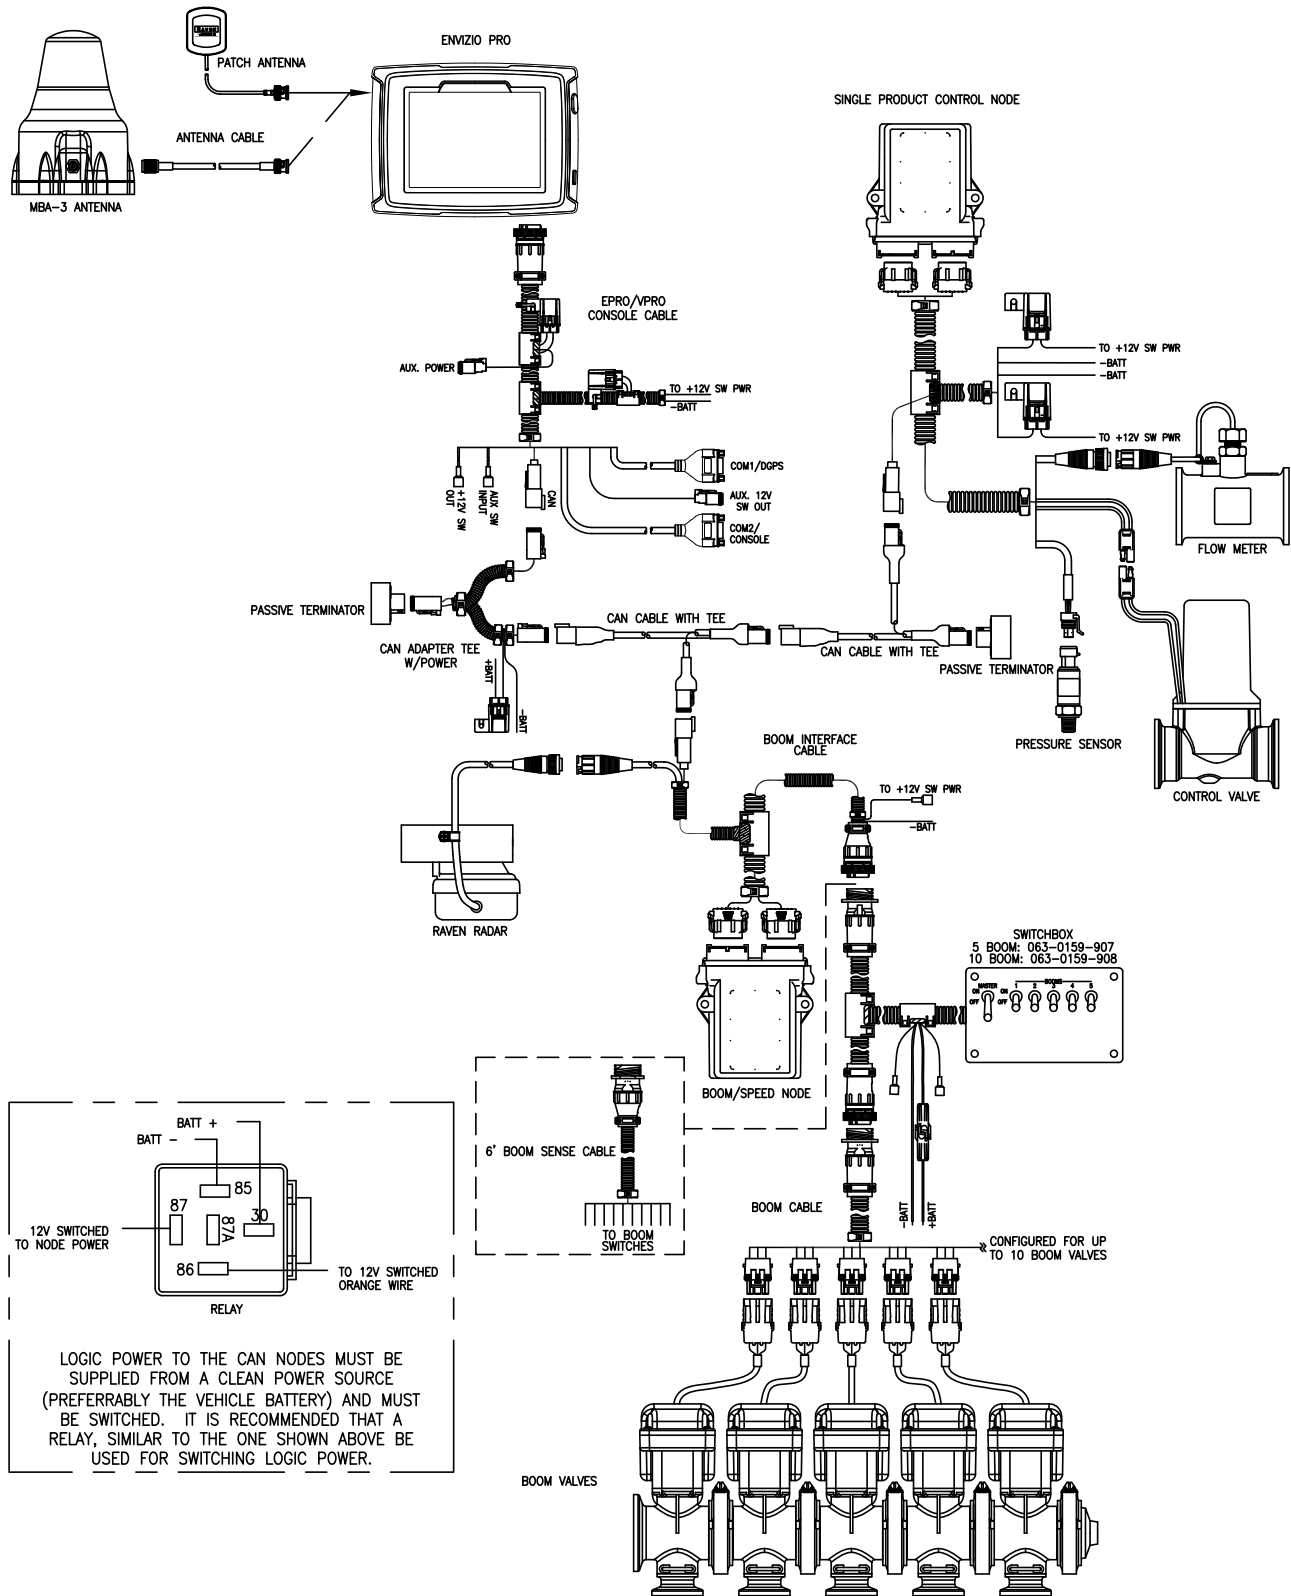 ENVIZIO PRO
PATCH ANTENNA
ANTENNA CABLE
MBA-3 ANTENNA
SINGLE PRODUCT CONTROL NODE
EPRO/VPRO
CONSOLE CABLE
AUX. POWER
TO +12V SW PWR
-BATT
TO +12V SW PWR
-BATT
-BATT
TO +12V SW PWR
COM1/DGPS
AUX. 12V
SW OUT
COM2/
CONSOLE
+12V SW
OUT
AUX SW
INPUT
CAN
FLOW METER
PASSIVE TERMINATOR
CAN CABLE WITH TEE
CAN ADAPTER TEE
W/POWER
+BATT
-BATT
CAN CABLE WITH TEE
PASSIVE TERMINATOR
PRESSURE SENSOR
CONTROL VALVE
BOOM INTERFACE
CABLE
TO +12V SW PWR
-BATT
RAVEN RADAR
SWITCHBOX
5 BOOM: 063-0159-907
10 BOOM: 063-0159-908
MASTER
ON
OFF
BOOMS
ON
OFF
1 2 3 4 5
BOOM/SPEED NODE
6' BOOM SENSE CABLE
TO BOOM
SWITCHES
BOOM CABLE
-BATT
+BATT
CONFIGURED FOR UP
TO 10 BOOM VALVES
BATT +
BATT -
85
87
87A
30
86
12V SWITCHED
TO NODE POWER
TO 12V SWITCHED
ORANGE WIRE
RELAY
LOGIC POWER TO THE CAN NODES MUST BE
SUPPLIED FROM A CLEAN POWER SOURCE
(PREFERRABLY THE VEHICLE BATTERY) AND MUST
BE SWITCHED. IT IS RECOMMENDED THAT A
RELAY, SIMILAR TO THE ONE SHOWN ABOVE BE
USED FOR SWITCHING LOGIC POWER.
BOOM VALVES